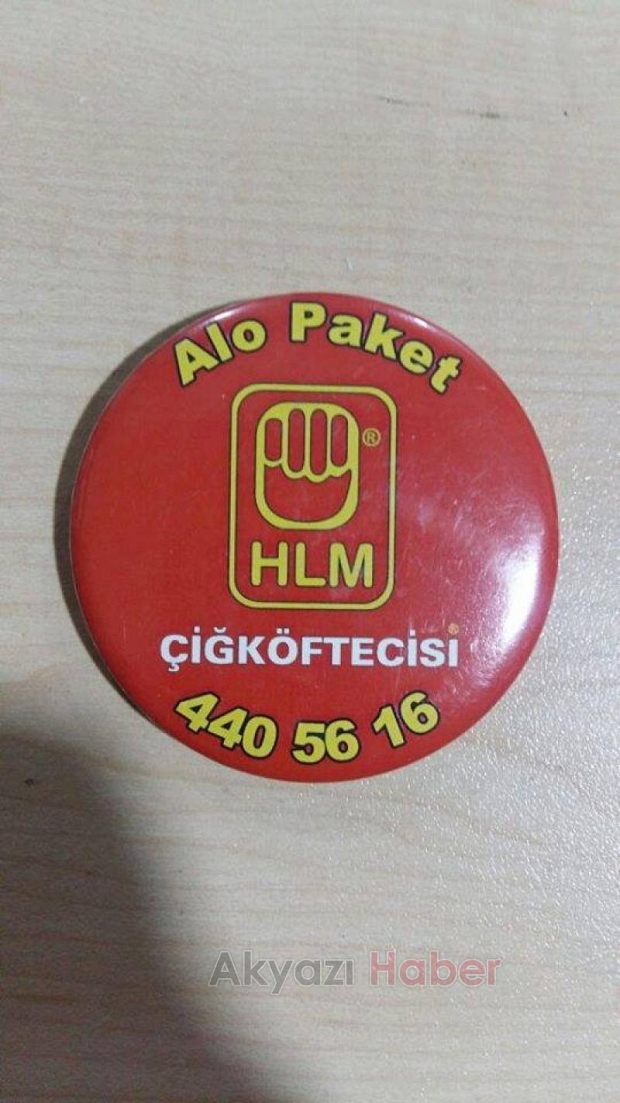 Alo Paket
®
HLM
ÇİĞKÖFTECİSİ®
440 56 16
Akyazı Haber